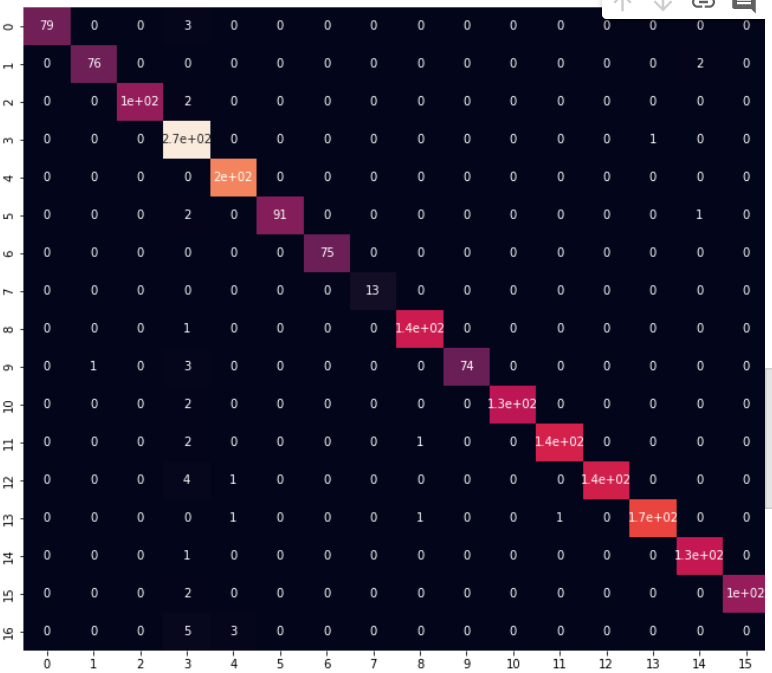 0 79 0 0 3 0 0 0 0 0 0 0 0 0 0 0 0
1 0 76 0 0 0 0 0 0 0 0 0 0 0 0 2 0
2 0 0 1e+02 2 0 0 0 0 0 0 0 0 0 0 0 0
3 0 0 0 2.7e+02 0 0 0 0 0 0 0 0 0 1 0 0
4 0 0 0 0 2e+02 0 0 0 0 0 0 0 0 0 0 0
5 0 0 0 2 0 91 0 0 0 0 0 0 0 0 1 0
6 0 0 0 0 0 0 75 0 0 0 0 0 0 0 0 0
7 0 0 0 0 0 0 0 13 0 0 0 0 0 0 0 0
8 0 0 0 1 0 0 0 0 1.4e+02 0 0 0 0 0 0 0
9 0 1 0 3 0 0 0 0 0 74 0 0 0 0 0 0
10 0 0 0 2 0 0 0 0 0 0 1.3e+02 0 0 0 0 0
11 0 0 0 2 0 0 0 0 1 0 0 1.4e+02 0 0 0 0
12 0 0 0 4 1 0 0 0 0 0 0 0 1.4e+02 0 0 0
13 0 0 0 0 1 0 0 0 1 0 0 1 0 1.7e+02 0 0
14 0 0 0 1 0 0 0 0 0 0 0 0 0 0 1.3e+02 0
15 0 0 0 2 0 0 0 0 0 0 0 0 0 0 0 1e+02
16 0 0 0 5 3 0 0 0 0 0 0 0 0 0 0 0
0 1 2 3 4 5 6 7 8 9 10 11 12 13 14 15